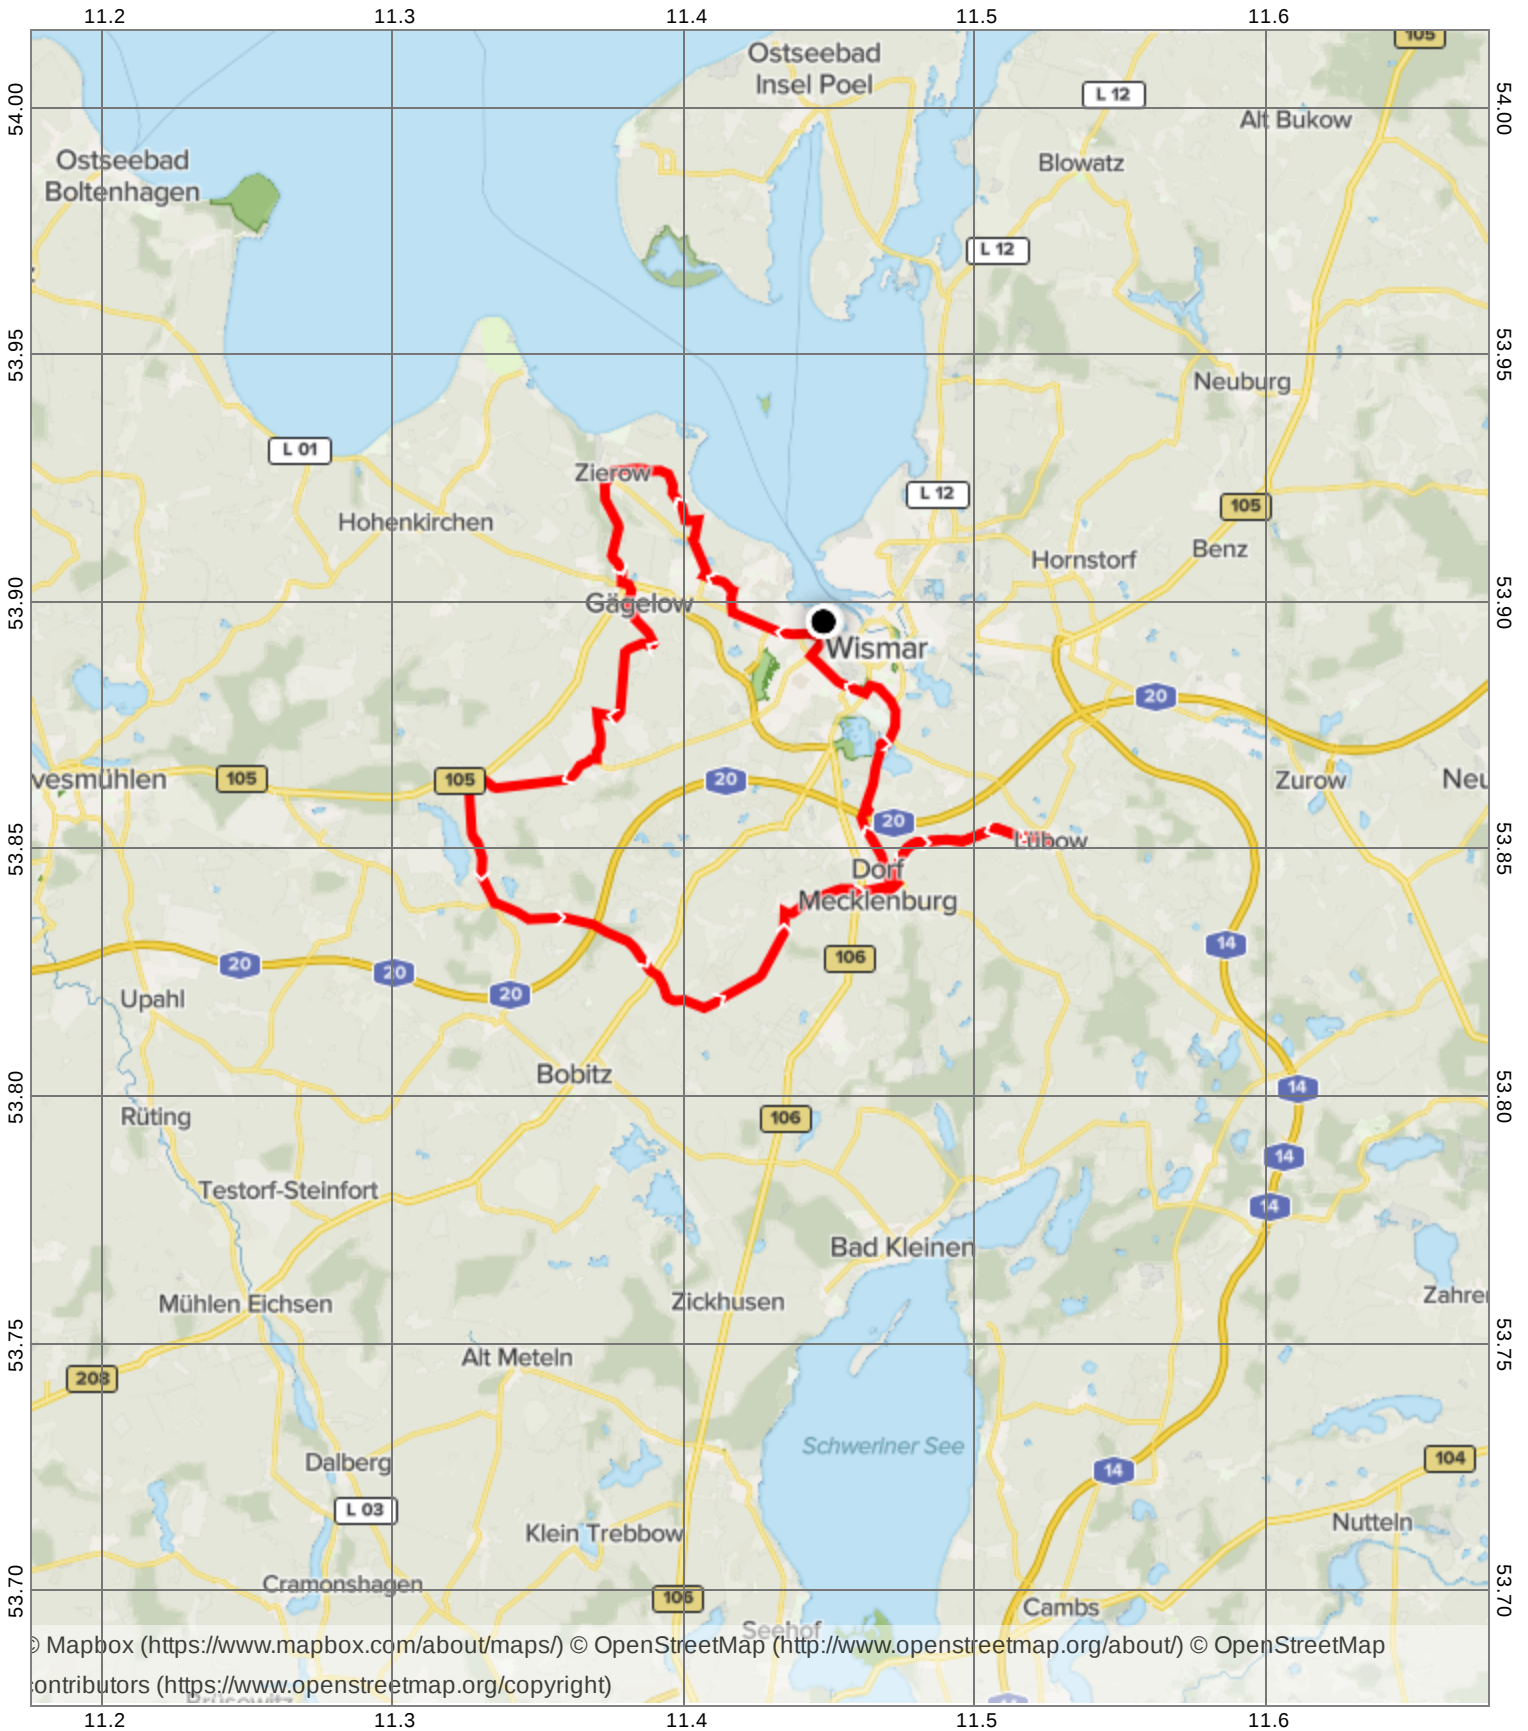 11.2 11.3 11.4 11.5 11.6
105
Ostseebad
Insel Poel
L 12
54.00
54.00
Alt Bukow
Ostseebad
Boltenhagen
Blowatz
L 12
53.95
53.95
Neuburg
L 01
Zierow
L 12
105
Hohenkirchen
Benz
Hornstorf
53.90
53.90
Gägelow
Wismar
20
vesmühlen
105
105
20
Zurow
Neu
20
Lübow
53.85
53.85
Dorf
Mecklenburg
14
106
20
20
20
Upahl
Bobitz
14
53.80
53.80
Rüting
106
14
Testorf-Steinfort
14
Bad Kleinen
Zahre
Mühlen Eichsen
Zickhusen
53.75
53.75
Alt Meteln
208
Schweriner See
Dalberg
104
14
L 03
Nutteln
Klein Trebbow
Cramonshagen
53.70
53.70
106
Cambs
Seehof
© Mapbox (https://www.mapbox.com/about/maps/) © OpenStreetMap (http://www.openstreetmap.org/about/) © OpenStreetMap
contributors (https://www.openstreetmap.org/copyright)
Brüsewitz
11.2 11.3 11.4 11.5 11.6